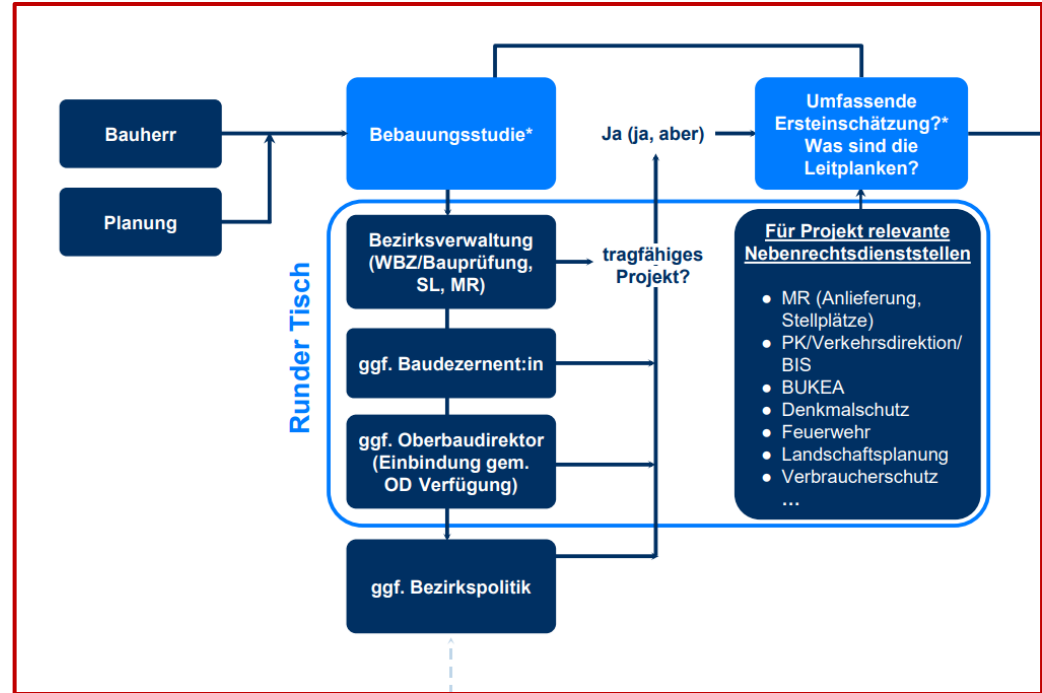 Bauherr
Planung
Bebauungsstudie*
Ja (ja, aber)
Umfassende
Ersteinschätzung?*
Was sind die
Leitplanken?
Runder Tisch
Bezirksverwaltung
(WBZ/Bauprüfung,
SL, MR)
tragfähiges
Projekt?
ggf. Baudezernent:in
ggf. Oberbaudirektor
(Einbindung gem.
OD Verfügung)
ggf. Bezirkspolitik
Für Projekt relevante
Nebenrechtsdienststellen
● MR (Anlieferung,
Stellplätze)
● PK/Verkehrsdirektion/
BIS
● BUKEA
● Denkmalschutz
● Feuerwehr
● Landschaftsplanung
● Verbraucherschutz
…